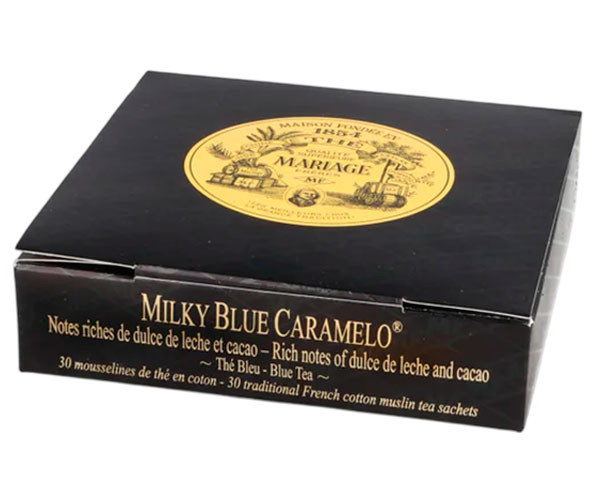 MAISON FONDÉE EN
1854
THÉ
QUALITÉ
SUPERIEURE
MARIAGE
FRÈRES
MF
MILKY BLUE CARAMELO®
Notes riches de dulce de leche et cacao – Rich notes of dulce de leche and cacao
~ Thé Bleu - Blue Tea ~
30 mousselines de thé en coton - 30 traditional French cotton muslin tea sachets